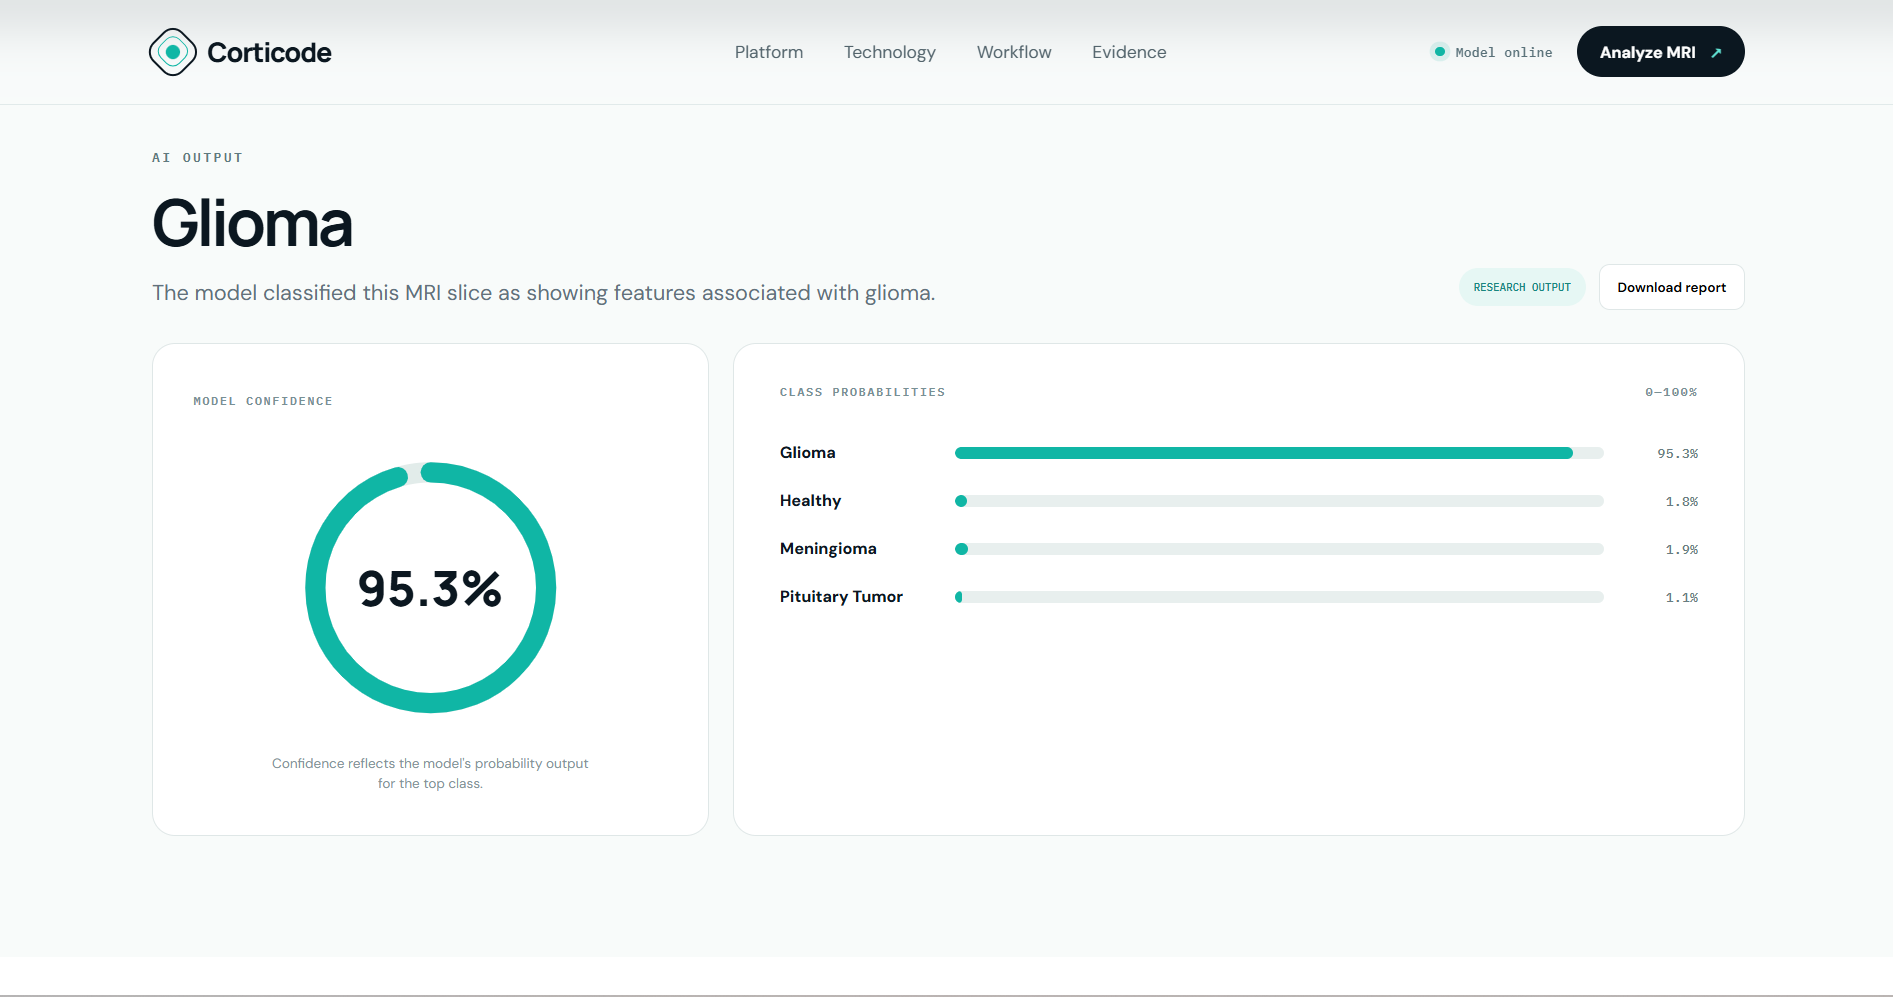 Corticode
Platform
Technology
Workflow
Evidence
Model online
Analyze MRI ↗
AI OUTPUT
Glioma
The model classified this MRI slice as showing features associated with glioma.
RESEARCH OUTPUT
Download report
MODEL CONFIDENCE
95.3%
Confidence reflects the model's probability output
for the top class.
CLASS PROBABILITIES
0–100%
Glioma 95.3%
Healthy 1.8%
Meningioma 1.9%
Pituitary Tumor 1.1%